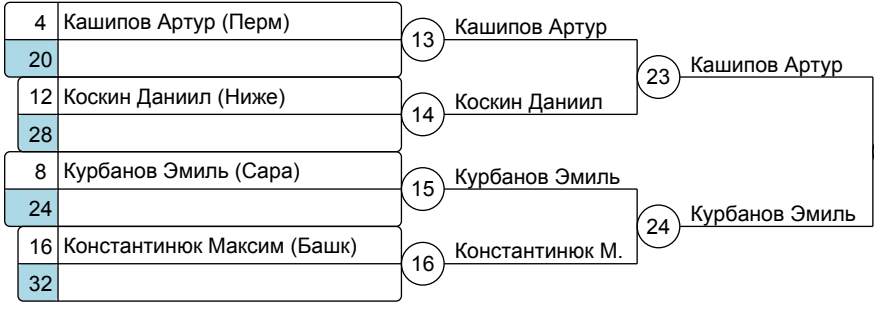 4 Кашипов Артур (Перм)
20
13 Кашипов Артур
12 Коскин Даниил (Ниже)
28
14 Коскин Даниил
23 Кашипов Артур
8 Курбанов Эмиль (Сара)
24
15 Курбанов Эмиль
16 Константинюк Максим (Башк)
32
16 Константинюк М.
24 Курбанов Эмиль